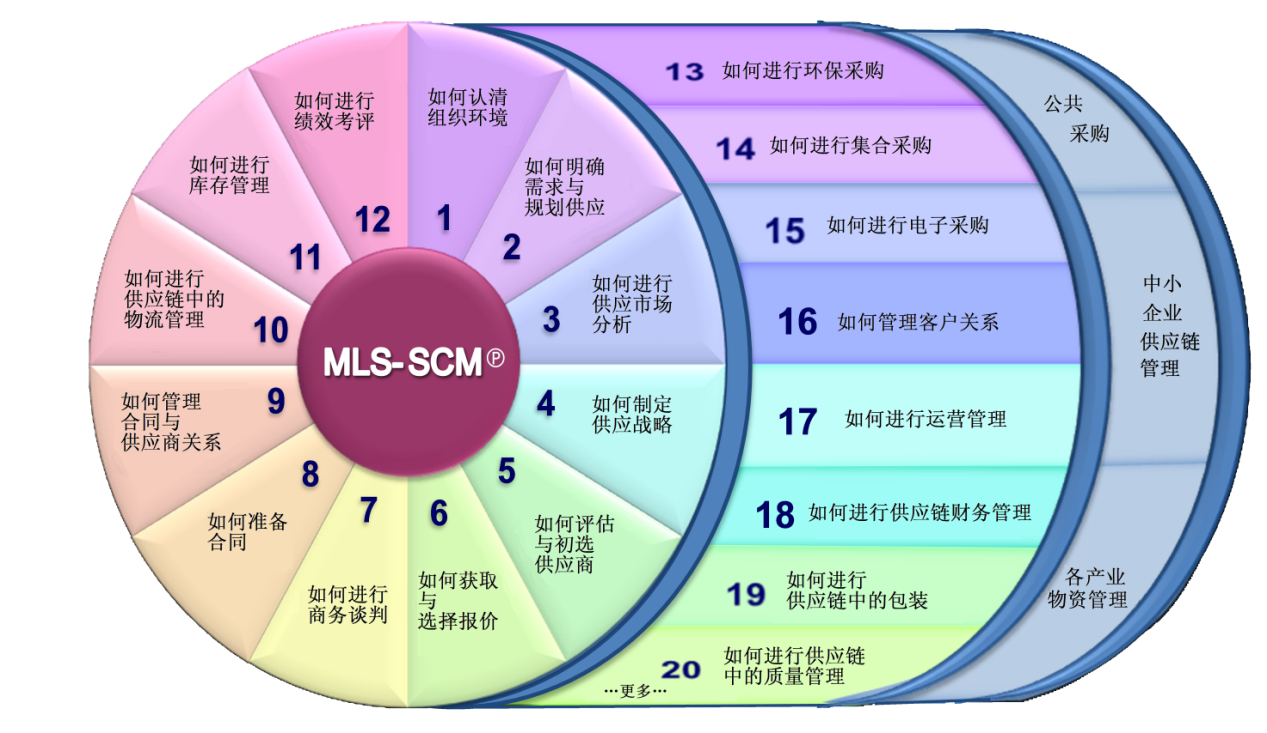 1
如何认清
组织环境
2
如何明确
需求与
规划供应
3
如何进行
供应市场
分析
4
如何制定
供应战略
5
如何评估
与初选
供应商
6
如何获取
与
选择报价
7
如何进行
商务谈判
8
如何准备
合同
9
如何管理
合同与
供应商关系
10
如何进行
供应链中的
物流管理
11
如何进行
库存管理
12
如何进行
绩效考评
MLS-SCM℗
13 如何进行环保采购
14 如何进行集合采购
15 如何进行电子采购
16 如何管理客户关系
17 如何进行运营管理
18 如何进行供应链财务管理
19 如何进行
供应链中的包装
20 如何进行供应链
中的质量管理
…更多…
公共
采购
中小
企业
供应链
管理
各产业
物资管理